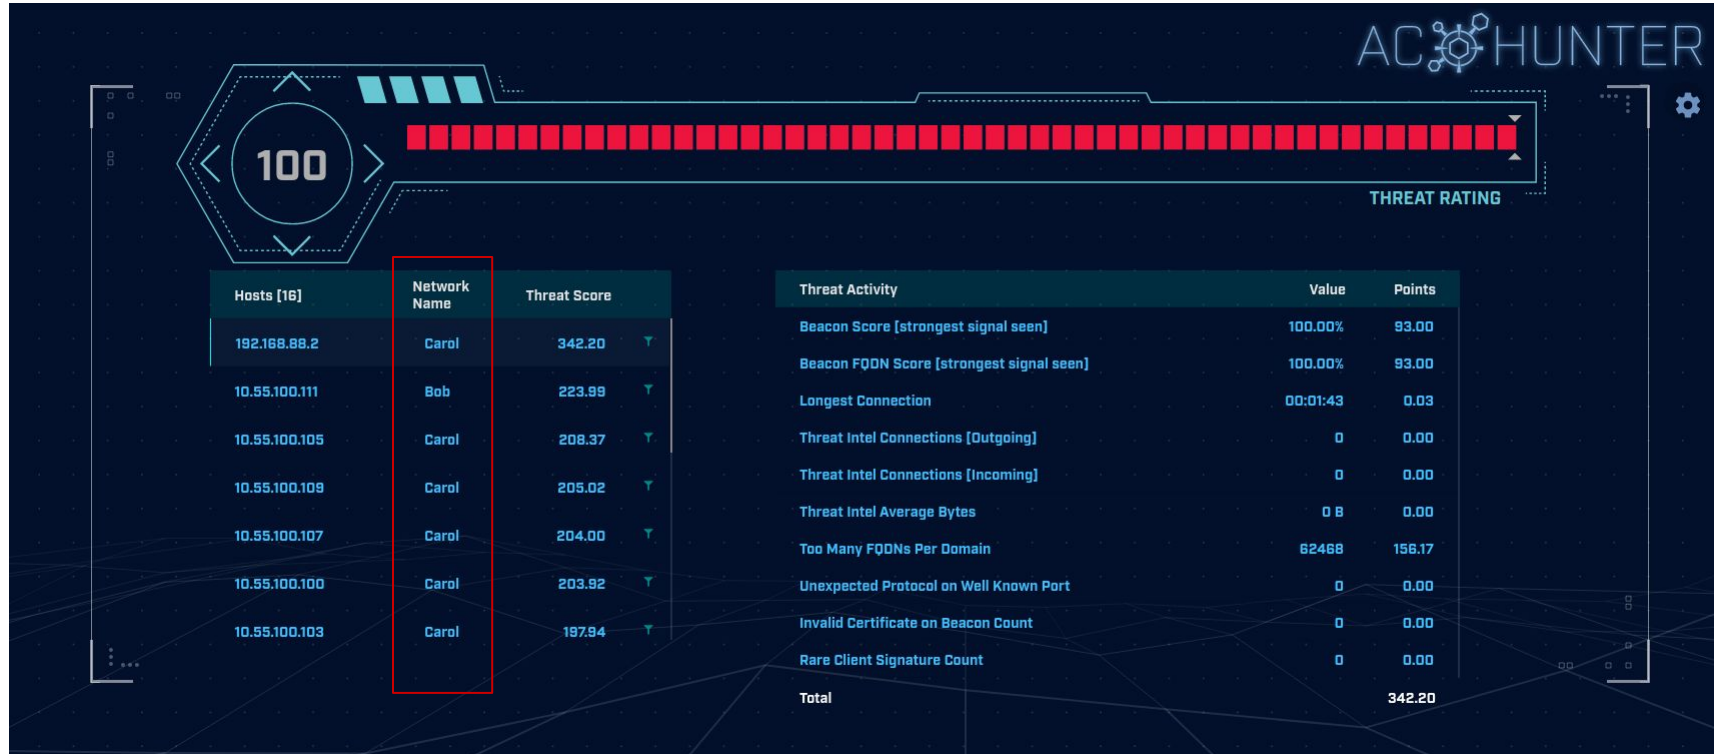 AC HUNTER
100
THREAT RATING
Hosts [16] Network Name Threat Score
192.168.88.2 Carol 342.20
10.55.100.111 Bob 223.99
10.55.100.105 Carol 208.37
10.55.100.109 Carol 205.02
10.55.100.107 Carol 204.00
10.55.100.100 Carol 203.92
10.55.100.103 Carol 197.94
Threat Activity Value Points
Beacon Score [strongest signal seen] 100.00% 93.00
Beacon FQDN Score [strongest signal seen] 100.00% 93.00
Longest Connection 00:01:43 0.03
Threat Intel Connections [Outgoing] 0 0.00
Threat Intel Connections [Incoming] 0 0.00
Threat Intel Average Bytes 0 B 0.00
Too Many FQDNs Per Domain 62468 156.17
Unexpected Protocol on Well Known Port 0 0.00
Invalid Certificate on Beacon Count 0 0.00
Rare Client Signature Count 0 0.00
Total 342.20